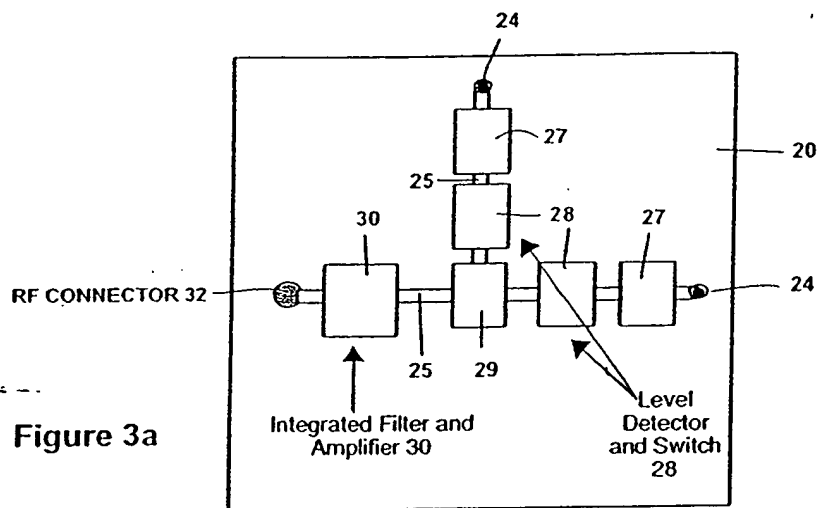 24
27
20
25
30
28
28
27
RF CONNECTOR 32
24
25
29
Integrated Filter and
Amplifier 30
Level
Detector
and Switch
28
Figure 3a